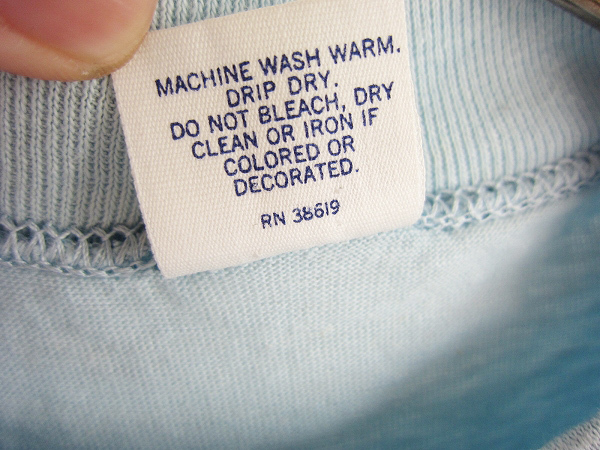 MACHINE WASH WARM.
DRIP DRY.
DO NOT BLEACH, DRY
CLEAN OR IRON IF
COLORED OR
DECORATED.
RN 38619